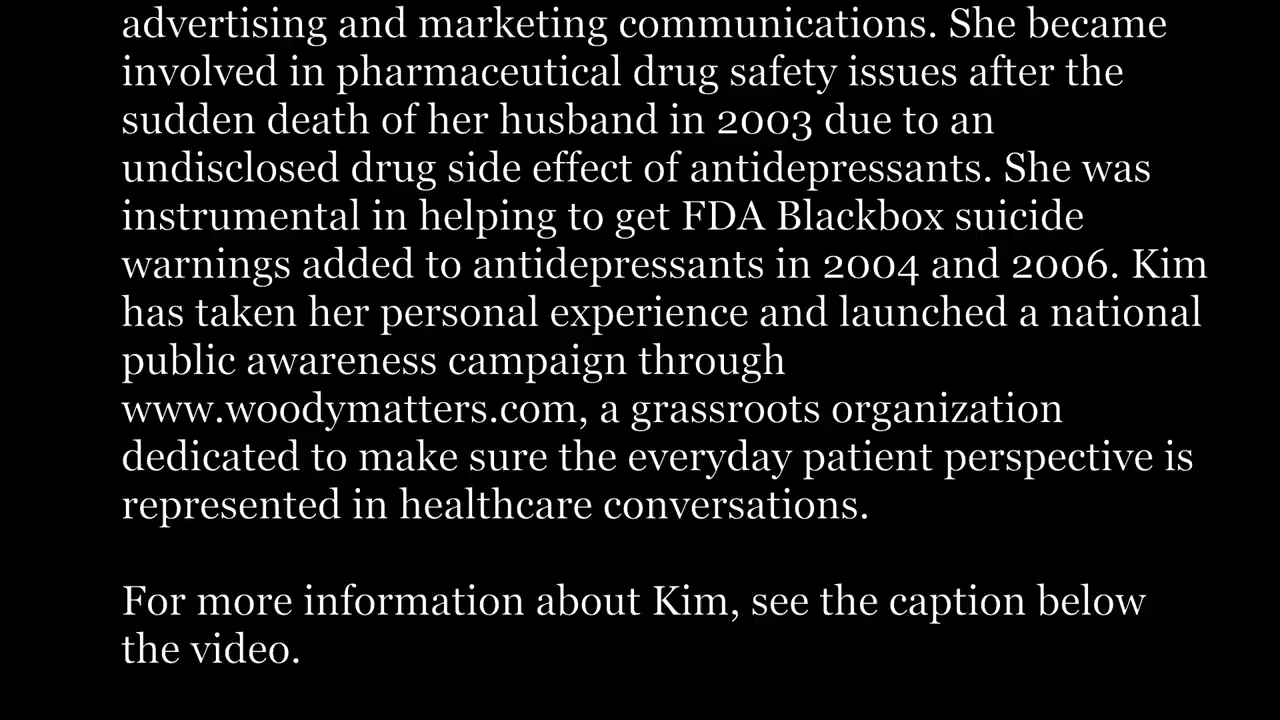 advertising and marketing communications. She became
involved in pharmaceutical drug safety issues after the
sudden death of her husband in 2003 due to an
undisclosed drug side effect of antidepressants. She was
instrumental in helping to get FDA Blackbox suicide
warnings added to antidepressants in 2004 and 2006. Kim
has taken her personal experience and launched a national
public awareness campaign through
www.woodymatters.com, a grassroots organization
dedicated to make sure the everyday patient perspective is
represented in healthcare conversations.
For more information about Kim, see the caption below
the video.